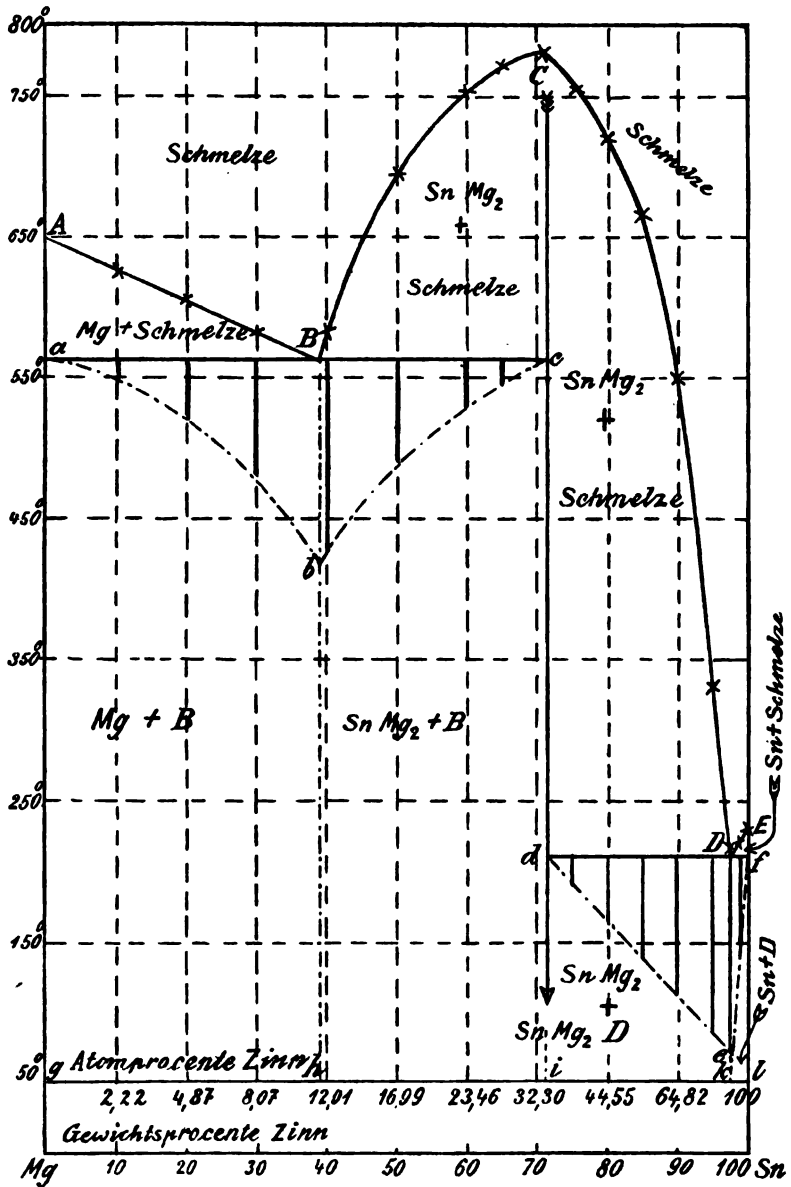 800°
750°
C
e
Schmelze
Schmelze
Sn Mg₂
+
Schmelze
A
650°
Mg + Schmelze
B
a
c
550°
Sn Mg₂
+
Schmelze
450°
b
350°
Mg + B
Sn Mg₂ + B
Sn + Schmelze
250°
E
D
d
f
150°
Sn Mg₂
+
D
Sn Mg₂
Sn + D
e
50°
g Atomprocente Zinn h
i
k
l
2,22 4,87 8,07 12,01 16,99 23,46 32,30 44,55 64,82 100
Gewichtsprocente Zinn
Mg 10 20 30 40 50 60 70 80 90 100 Sn